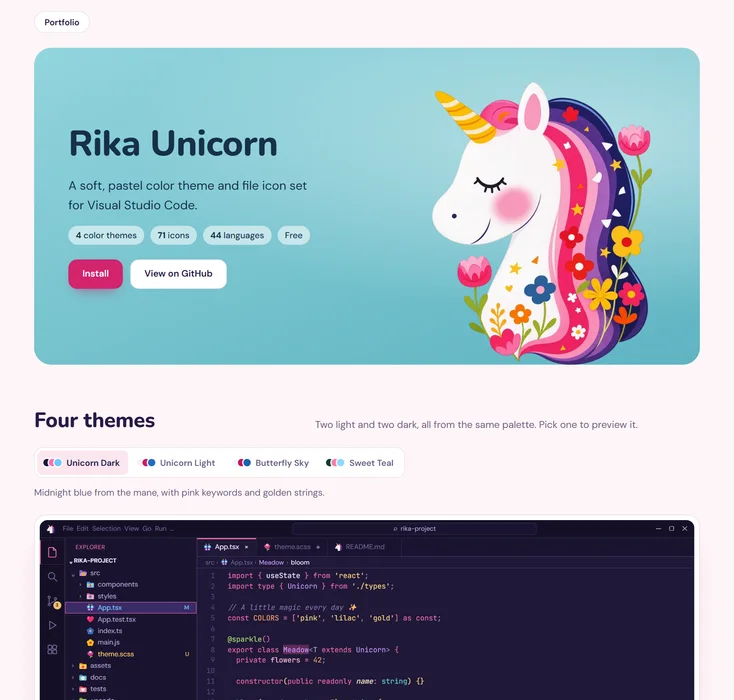 Portfolio
Rika Unicorn
A soft, pastel color theme and file icon set
for Visual Studio Code.
4 color themes 71 icons 44 languages Free
Install View on GitHub
Four themes
Two light and two dark, all from the same palette. Pick one to preview it.
Unicorn Dark Unicorn Light Butterfly Sky Sweet Teal
Midnight blue from the mane, with pink keywords and golden strings.
File Edit Selection View Go Run ...
rika-project
EXPLORER
RIKA-PROJECT
src
components
styles
App.tsx M
App.test.tsx
index.ts
main.js
theme.scss U
assets
docs
tests
App.tsx × theme.scss README.md
src › App.tsx › Meadow › bloom
1 import { useState } from 'react';
2 import type { Unicorn } from './types';
3
4 // A little magic every day ✨
5 const COLORS = ['pink', 'lilac', 'gold'] as const;
6
7 @sparkle()
8 export class Meadow<T extends Unicorn> {
9 private flowers = 42;
10
11 constructor(public readonly name: string) {}
12